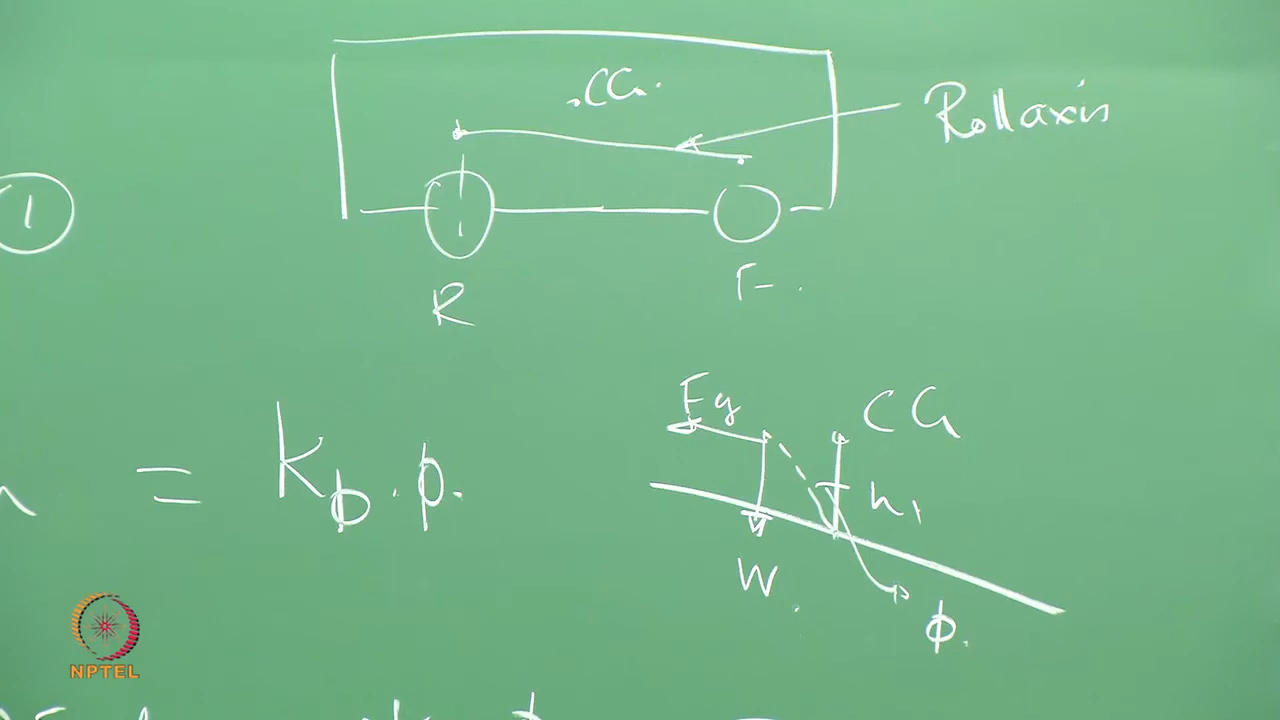 .CG.
Roll axis
1
R
F
Fy
CG
= Kϕ.ϕ.
h1
W.
ϕ.
NPTEL